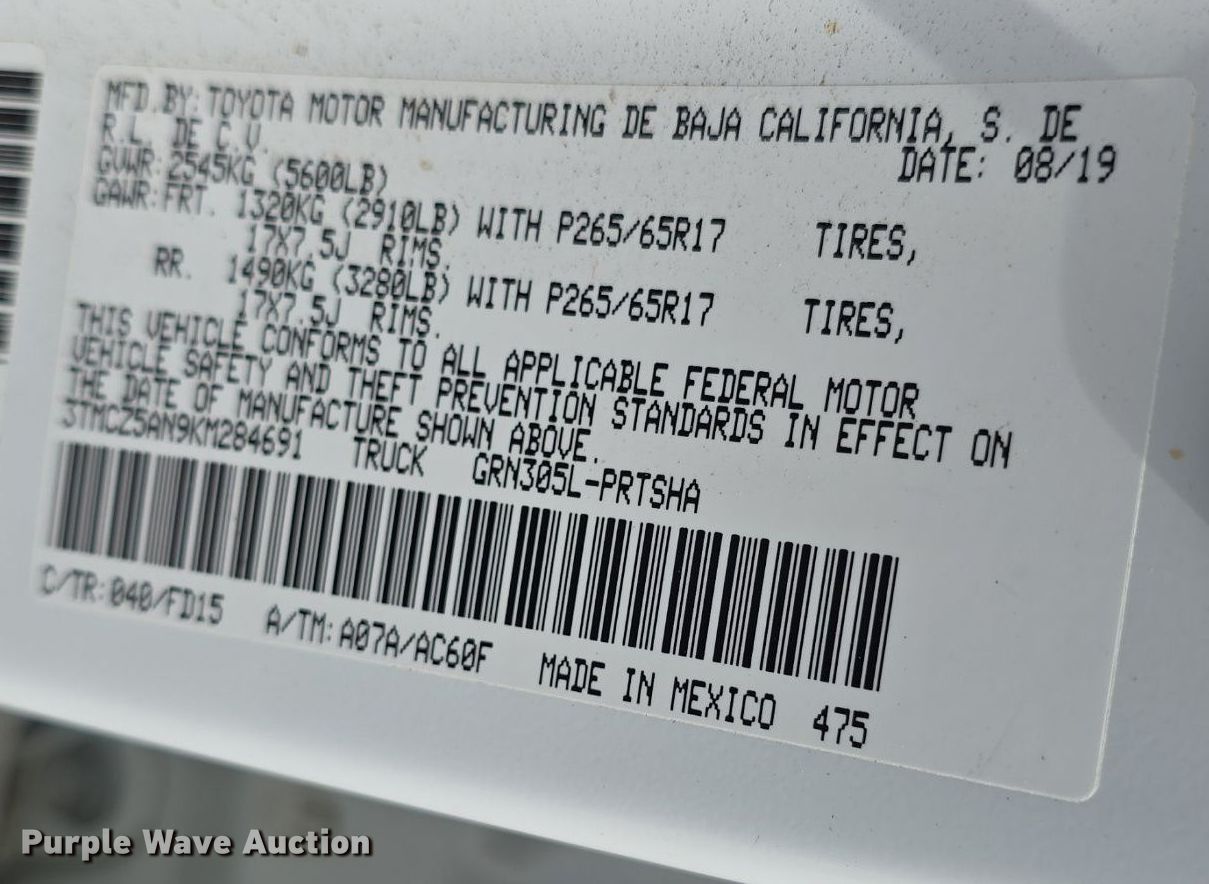 MFD.BY:TOYOTA MOTOR MANUFACTURING DE BAJA CALIFORNIA, S. DE
R.L. DE C.V.
DATE: 08/19
GVWR:2545KG (5600LB)
GAWR:FRT. 1320KG (2910LB) WITH P265/65R17 TIRES,
17X7.5J RIMS.
RR. 1490KG (3280LB) WITH P265/65R17 TIRES,
17X7.5J RIMS.
THIS VEHICLE CONFORMS TO ALL APPLICABLE FEDERAL MOTOR
VEHICLE SAFETY AND THEFT PREVENTION STANDARDS IN EFFECT ON
THE DATE OF MANUFACTURE SHOWN ABOVE.
3TMCZ5AN9KM284691 TRUCK GRN305L-PRTSHA
C/TR:040/FD15 A/TM:A07A/AC60F MADE IN MEXICO 475
Purple Wave Auction